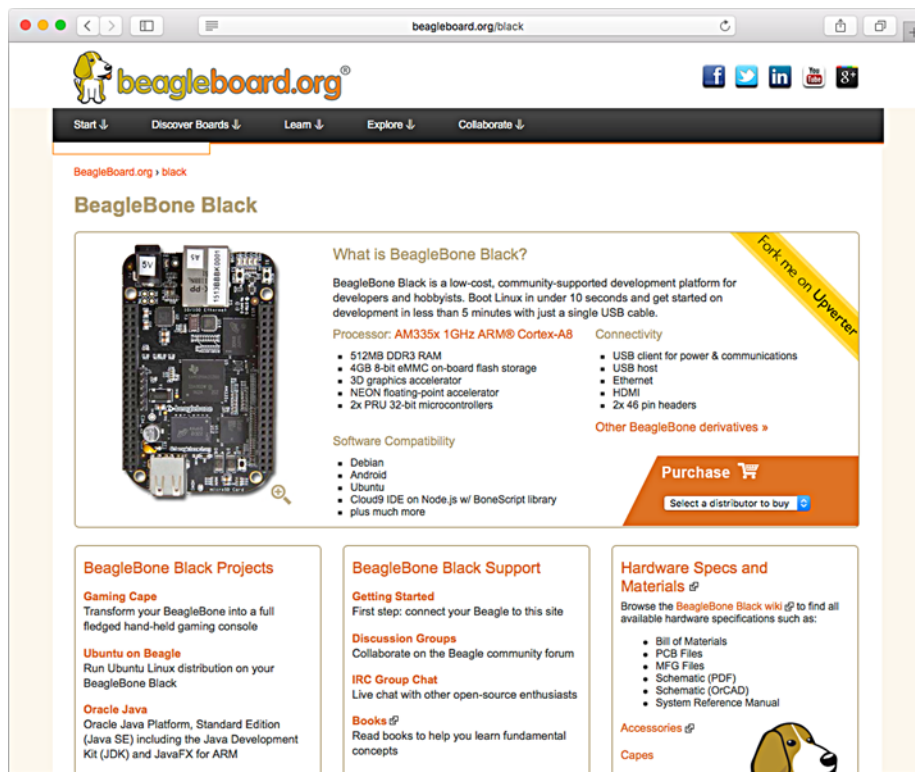 beagleboard.org/black
beagleboard.org®
You
Tube
Start
Discover Boards
Learn
Explore
Collaborate
BeagleBoard.org › black
BeagleBone Black
Fork me on Upverter
5V
1513BBBK0001
10/100 Ethernet
beaglebone
microSD Card
What is BeagleBone Black?
BeagleBone Black is a low-cost, community-supported development platform for
developers and hobbyists. Boot Linux in under 10 seconds and get started on
development in less than 5 minutes with just a single USB cable.
Processor: AM335x 1GHz ARM® Cortex-A8
512MB DDR3 RAM
4GB 8-bit eMMC on-board flash storage
3D graphics accelerator
NEON floating-point accelerator
2x PRU 32-bit microcontrollers
Connectivity
USB client for power & communications
USB host
Ethernet
HDMI
2x 46 pin headers
Other BeagleBone derivatives »
Software Compatibility
Debian
Android
Ubuntu
Cloud9 IDE on Node.js w/ BoneScript library
plus much more
Purchase
Select a distributor to buy
BeagleBone Black Projects
Gaming Cape
Transform your BeagleBone into a full
fledged hand-held gaming console
Ubuntu on Beagle
Run Ubuntu Linux distribution on your
BeagleBone Black
Oracle Java
Oracle Java Platform, Standard Edition
(Java SE) including the Java Development
Kit (JDK) and JavaFX for ARM
BeagleBone Black Support
Getting Started
First step: connect your Beagle to this site
Discussion Groups
Collaborate on the Beagle community forum
IRC Group Chat
Live chat with other open-source enthusiasts
Books
Read books to help you learn fundamental
concepts
Hardware Specs and
Materials
Browse the BeagleBone Black wiki to find all
available hardware specifications such as:
Bill of Materials
PCB Files
MFG Files
Schematic (PDF)
Schematic (OrCAD)
System Reference Manual
Accessories
Capes